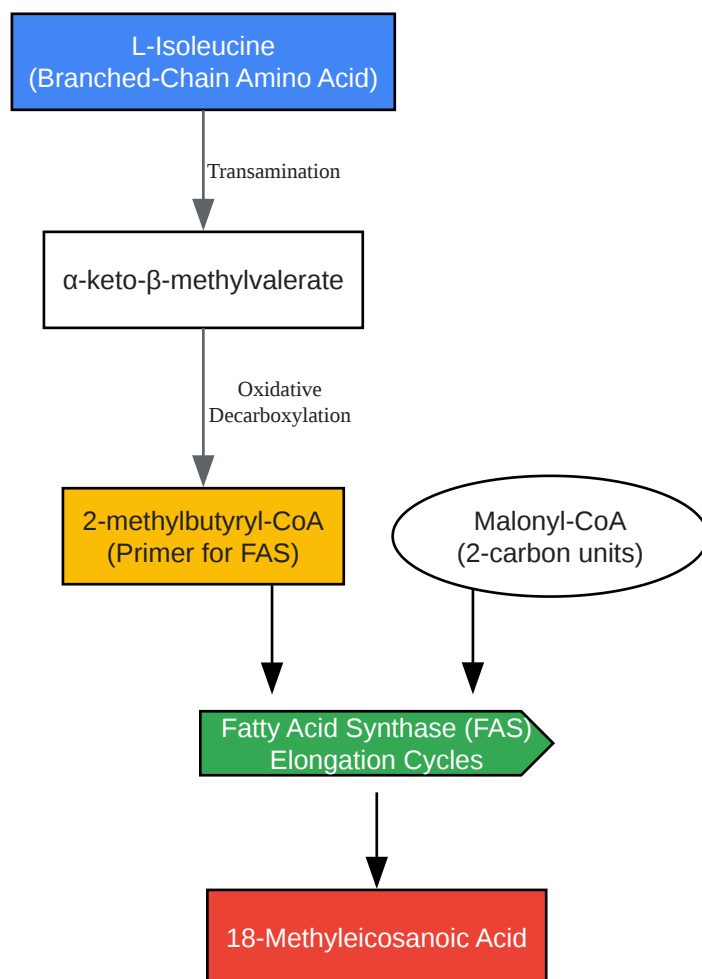 L-Isoleucine
(Branched-Chain Amino Acid)
Transamination
α-keto-β-methylvalerate
Oxidative
Decarboxylation
2-methylbutyryl-CoA
(Primer for FAS)
Malonyl-CoA
(2-carbon units)
Fatty Acid Synthase (FAS)
Elongation Cycles
18-Methyleicosanoic Acid